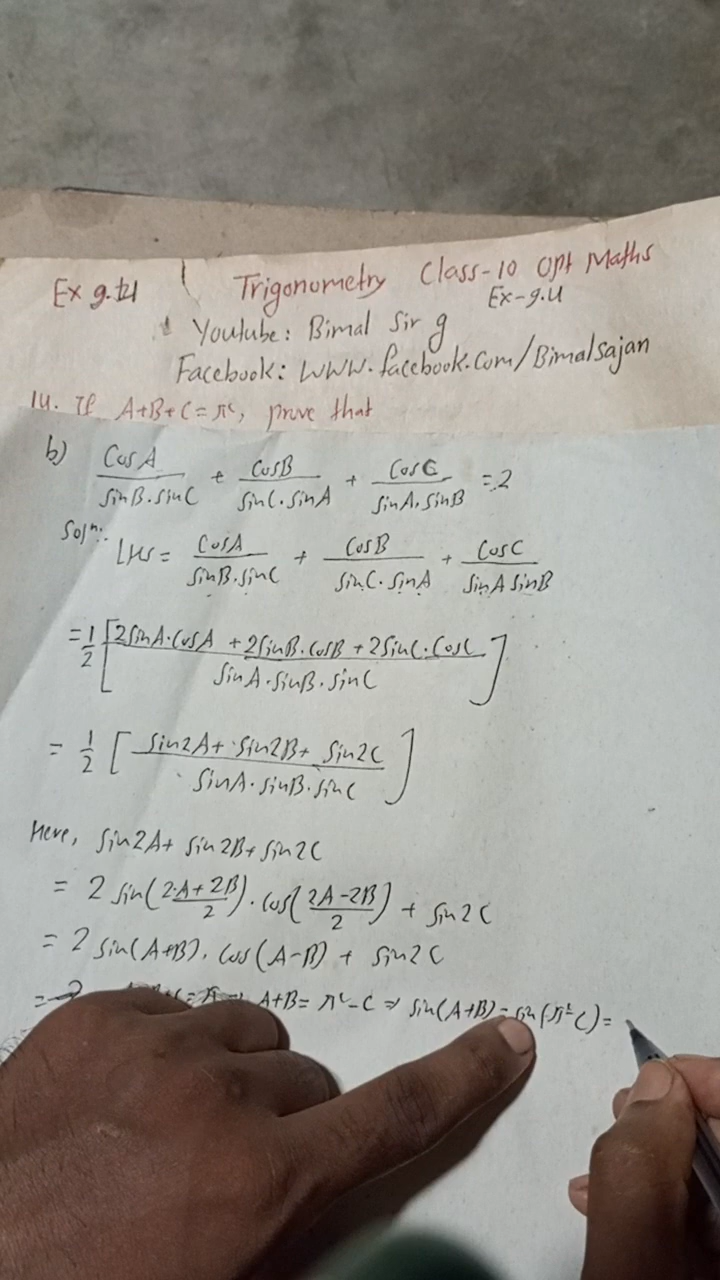 Ex 9.4 Trigonometry Class-10 Opt Maths
Ex-9.4
Youtube: Bimal Sir g
Facebook: www.facebook.com/Bimalsajan
14. If A+B+C=πᶜ, prove that
b) CosA/SinB.SinC + CosB/SinC.SinA + CosC/SinA.SinB = 2
Solⁿ: LHS = CosA/SinB.SinC + CosB/SinC.SinA + CosC/SinA SinB
= 1/2 [2SinA.CosA + 2SinB.CosB + 2SinC.CosC / SinA.SinB.SinC]
= 1/2 [Sin2A + Sin2B + Sin2C / SinA.SinB.SinC]
Here, Sin2A + Sin2B + Sin2C
= 2 Sin(2A+2B/2). Cos(2A-2B/2) + Sin2C
= 2 Sin(A+B). Cos(A-B) + Sin2C
A+B = πᶜ-C ⇒ Sin(A+B) = Sin(πᶜ-C) =